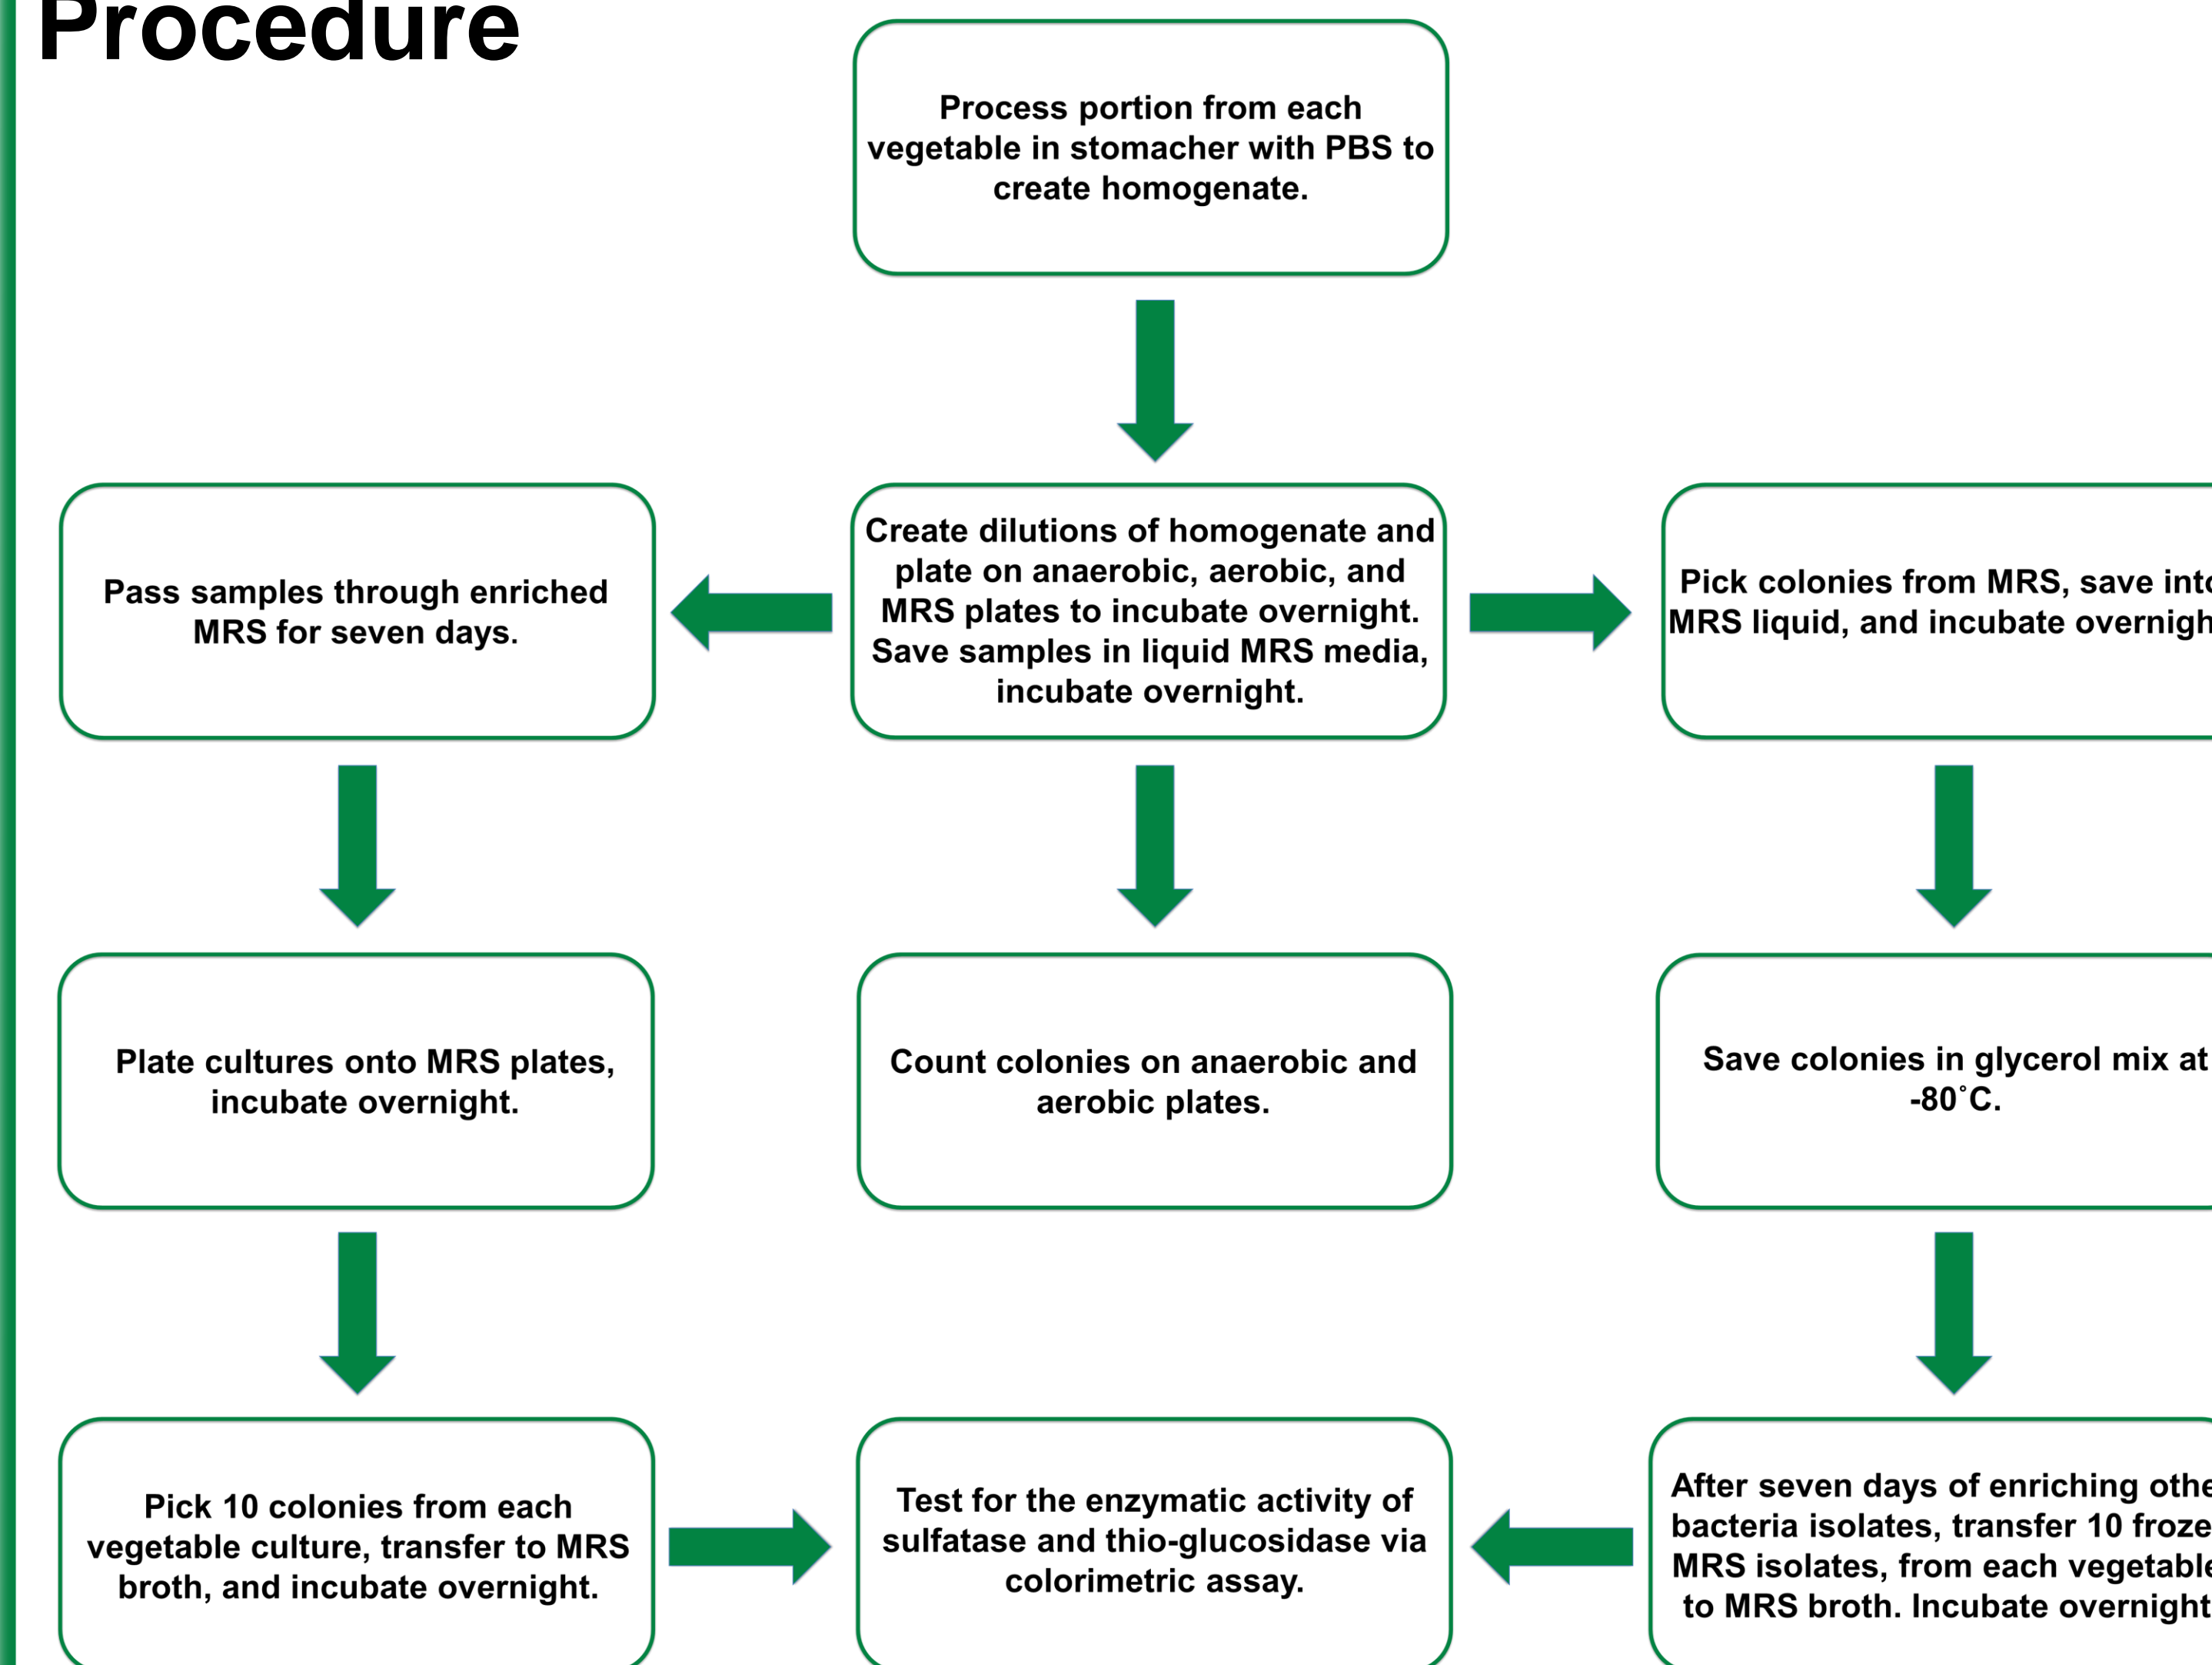 Procedure
Process portion from each
vegetable in stomacher with PBS to
create homogenate.
Pass samples through enriched
MRS for seven days.
Create dilutions of homogenate and
plate on anaerobic, aerobic, and
MRS plates to incubate overnight.
Save samples in liquid MRS media,
incubate overnight.
Pick colonies from MRS, save into
MRS liquid, and incubate overnigh
Plate cultures onto MRS plates,
incubate overnight.
Count colonies on anaerobic and
aerobic plates.
Save colonies in glycerol mix at
-80˚C.
Pick 10 colonies from each
vegetable culture, transfer to MRS
broth, and incubate overnight.
Test for the enzymatic activity of
sulfatase and thio-glucosidase via
colorimetric assay.
After seven days of enriching othe
bacteria isolates, transfer 10 froze
MRS isolates, from each vegetable
to MRS broth. Incubate overnight